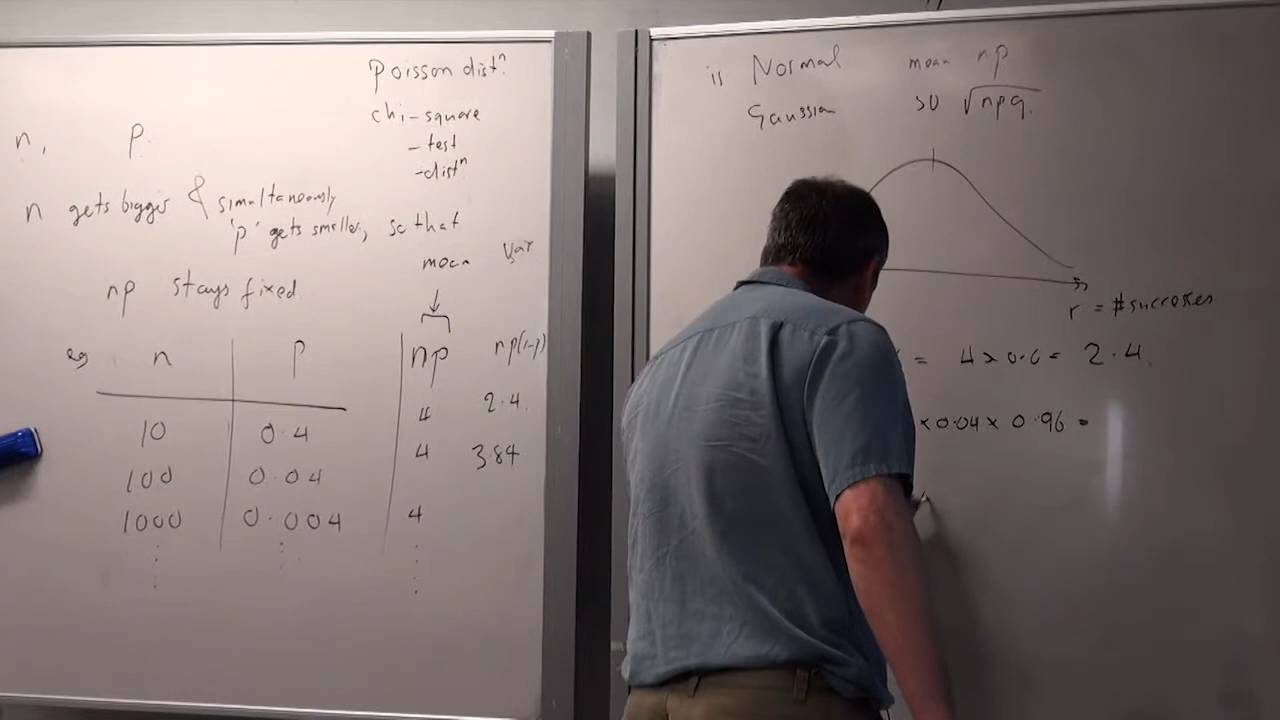 Poisson distⁿ
chi-square
-test
-distⁿ
n, p.
n gets bigger & simultaneously
'p' gets smaller, so that
np stays fixed
mean var
eg n p np np(1-p)
10 0.4 4 2.4
100 0.04 4 3.84
1000 0.004 4
is Normal mean np
Gaussian SD √npq
r = #successes
= 4 × 0.6 = 2.4
× 0.04 × 0.96 =